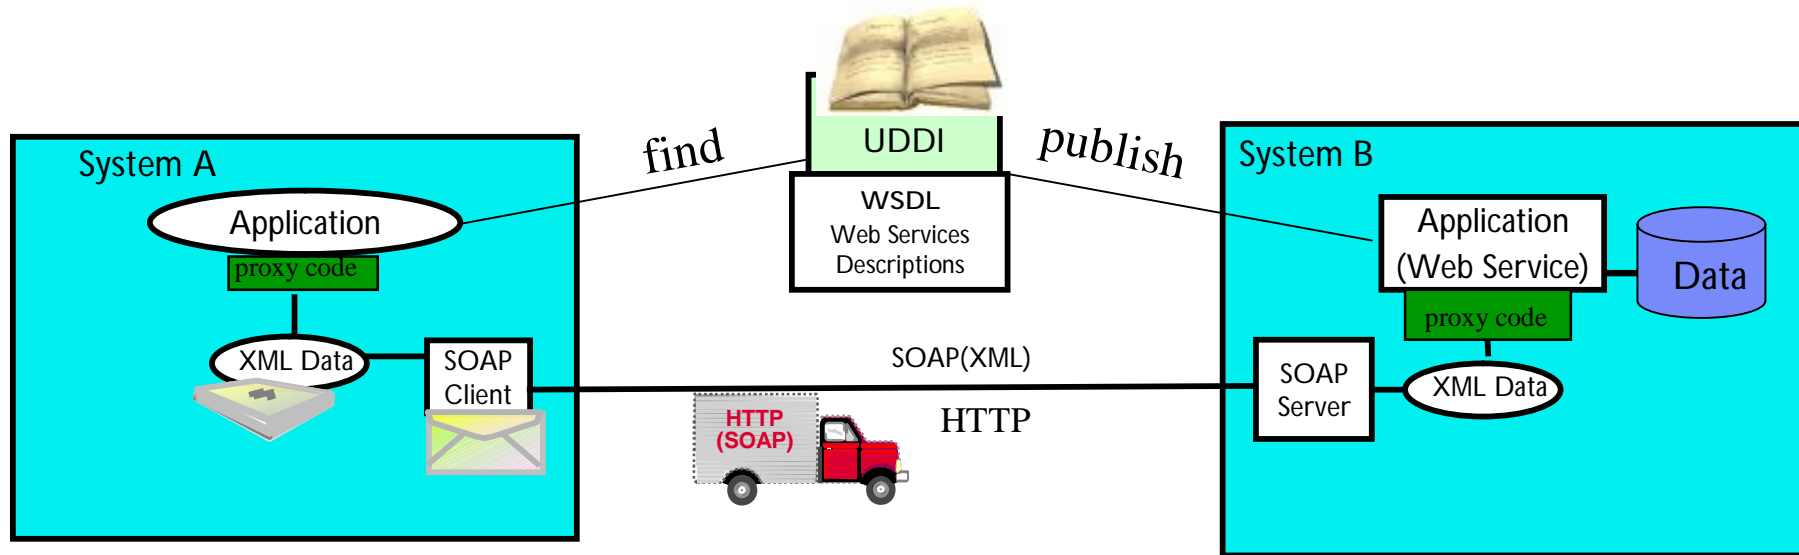 System A
Application
proxy code
XML Data
SOAP
Client
find
UDDI
WSDL
Web Services
Descriptions
publish
SOAP(XML)
HTTP
HTTP
(SOAP)
System B
Application
(Web Service)
Data
proxy code
SOAP
Server
XML Data